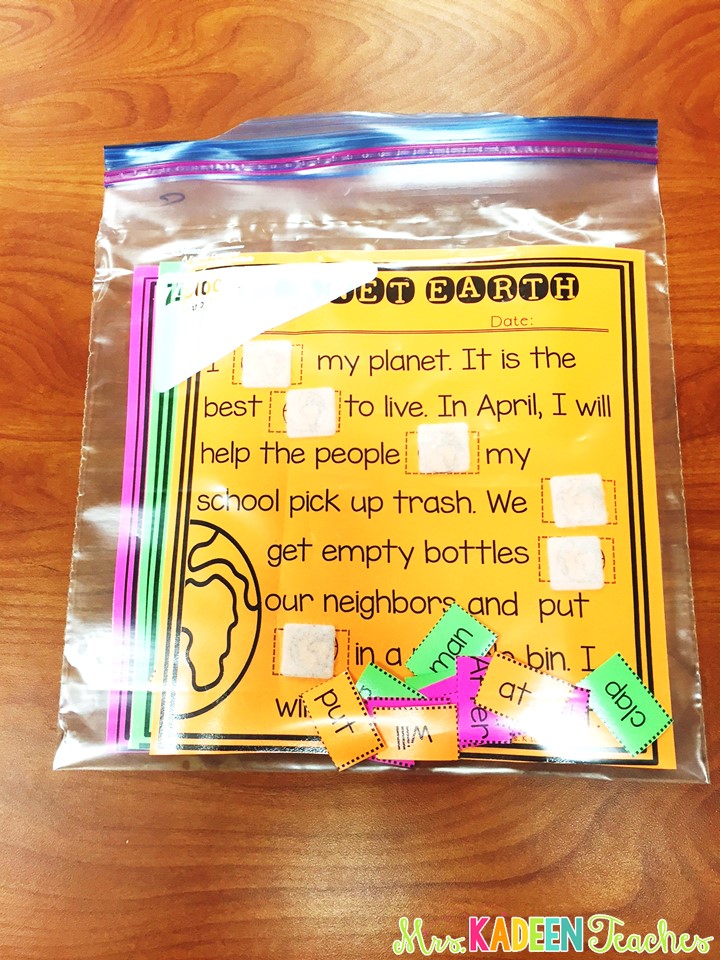 ET EARTH
Date:
I my planet. It is the
best to live. In April, I will
help the people my
school pick up trash. We
get empty bottles
our neighbors and put
in a bin. I
man
at
clap
put
will
Mrs. KADEEN Teaches